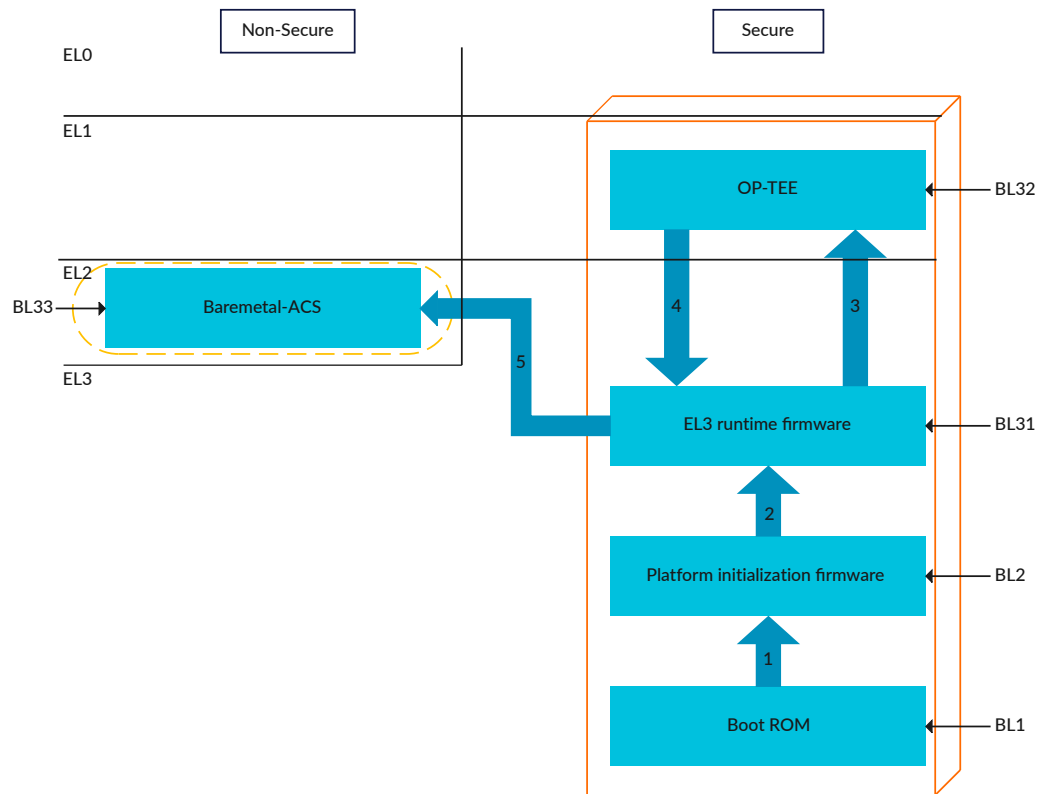 Non-Secure
Secure
EL0
EL1
OP-TEE
BL32
EL2
BL33
Baremetal-ACS
4
3
5
EL3
EL3 runtime firmware
BL31
2
Platform initialization firmware
BL2
1
Boot ROM
BL1